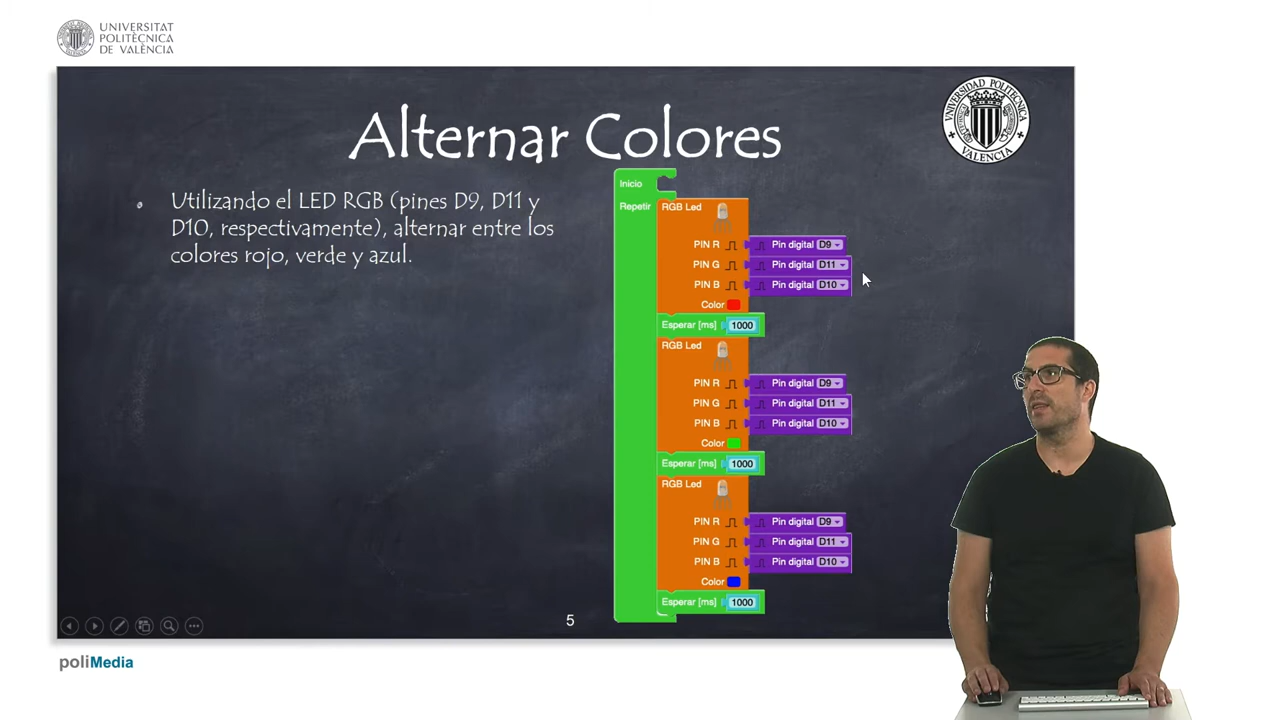 UNIVERSITAT
POLITÈCNICA
DE VALÈNCIA
UNIVERSIDAD POLITECNICA
VALENCIA
Alternar Colores
Utilizando el LED RGB (pines D9, D11 y
D10, respectivamente), alternar entre los
colores rojo, verde y azul.
Inicio
Repetir
RGB Led
PIN R Pin digital D9
PIN G Pin digital D11
PIN B Pin digital D10
Color
Esperar [ms] 1000
RGB Led
PIN R Pin digital D9
PIN G Pin digital D11
PIN B Pin digital D10
Color
Esperar [ms] 1000
RGB Led
PIN R Pin digital D9
PIN G Pin digital D11
PIN B Pin digital D10
Color
Esperar [ms] 1000
5
poliMedia